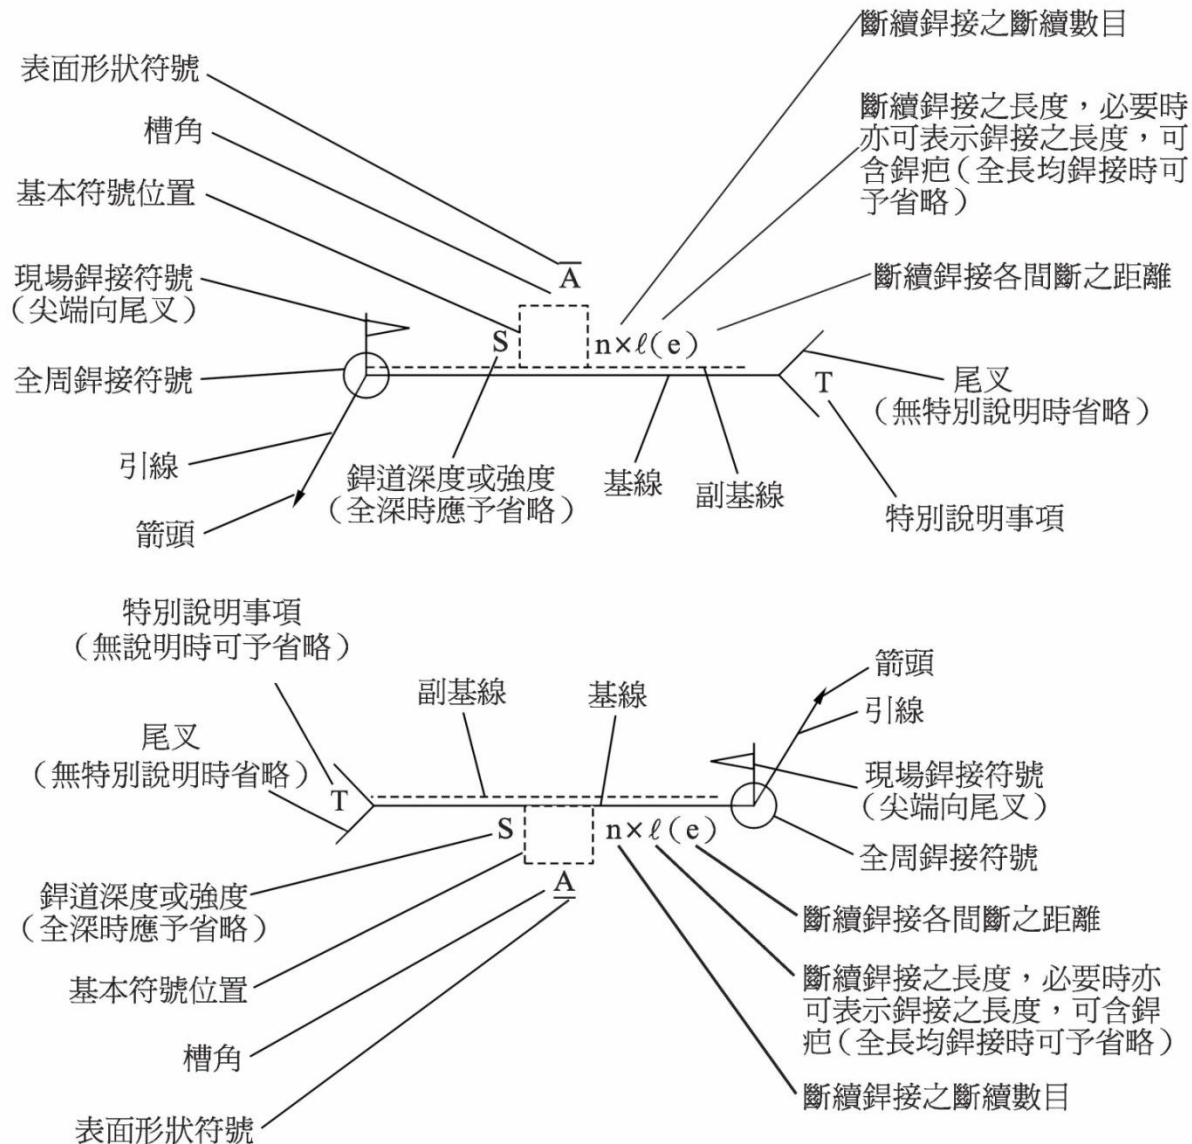 斷續銲接之斷續數目
表面形狀符號
斷續銲接之長度，必要時
亦可表示銲接之長度，可
含銲疤（全長均銲接時可
予省略）
槽角
基本符號位置
現場銲接符號
（尖端向尾叉）
A
斷續銲接各間斷之距離
S
n×ℓ(e)
全周銲接符號
T
尾叉
（無特別說明時省略）
引線
銲道深度或強度
（全深時應予省略）
基線
副基線
特別說明事項
箭頭
特別說明事項
（無說明時可予省略）
副基線
基線
箭頭
引線
尾叉
（無特別說明時省略）
現場銲接符號
（尖端向尾叉）
T
S
n×ℓ(e)
全周銲接符號
A
銲道深度或強度
（全深時應予省略）
斷續銲接各間斷之距離
基本符號位置
斷續銲接之長度，必要時亦
可表示銲接之長度，可含銲
疤（全長均銲接時可予省略）
槽角
斷續銲接之斷續數目
表面形狀符號